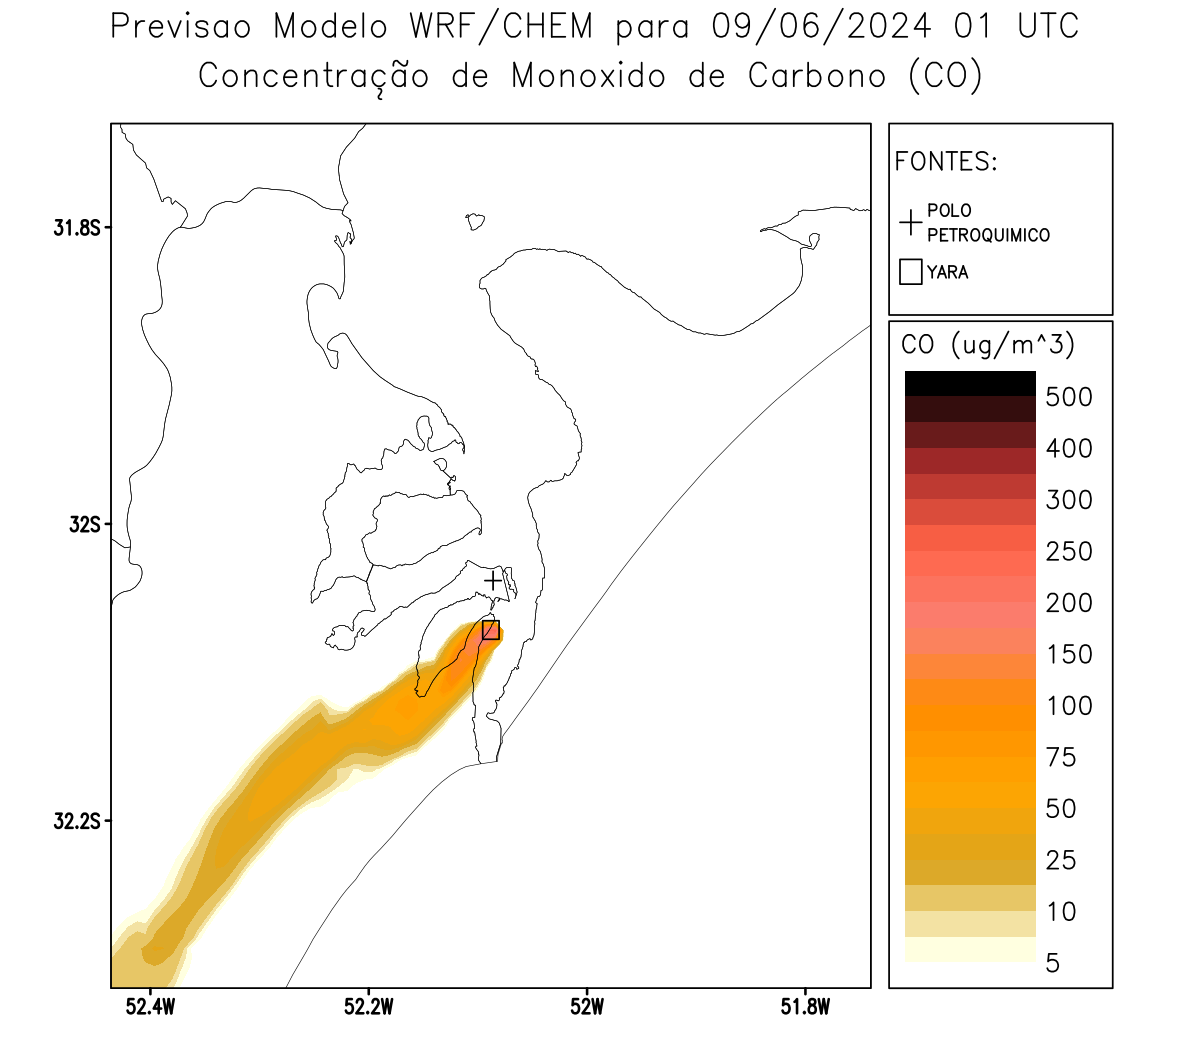 Previsao Modelo WRF/CHEM para 09/06/2024 01 UTC
Concentração de Monoxido de Carbono (CO)
FONTES:
POLO
PETROQUIMICO
YARA
CO (ug/m^3)
500
400
300
250
200
150
100
75
50
25
10
5
31.8S
32S
32.2S
52.4W
52.2W
52W
51.8W